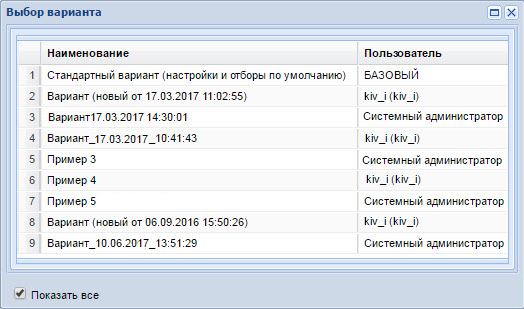 Выбор варианта
Наименование Пользователь
1 Стандартный вариант (настройки и отборы по умолчанию) БАЗОВЫЙ
2 Вариант (новый от 17.03.2017 11:02:55) kiv_i (kiv_i)
3 Вариант17.03.2017 14:30:01 Системный администратор
4 Вариант_17.03.2017_10:41:43 kiv_i (kiv_i)
5 Пример 3 Системный администратор
6 Пример 4 kiv_i (kiv_i)
7 Пример 5 Системный администратор
8 Вариант (новый от 06.09.2016 15:50:26) kiv_i (kiv_i)
9 Вариант_10.06.2017_13:51:29 Системный администратор
Показать все